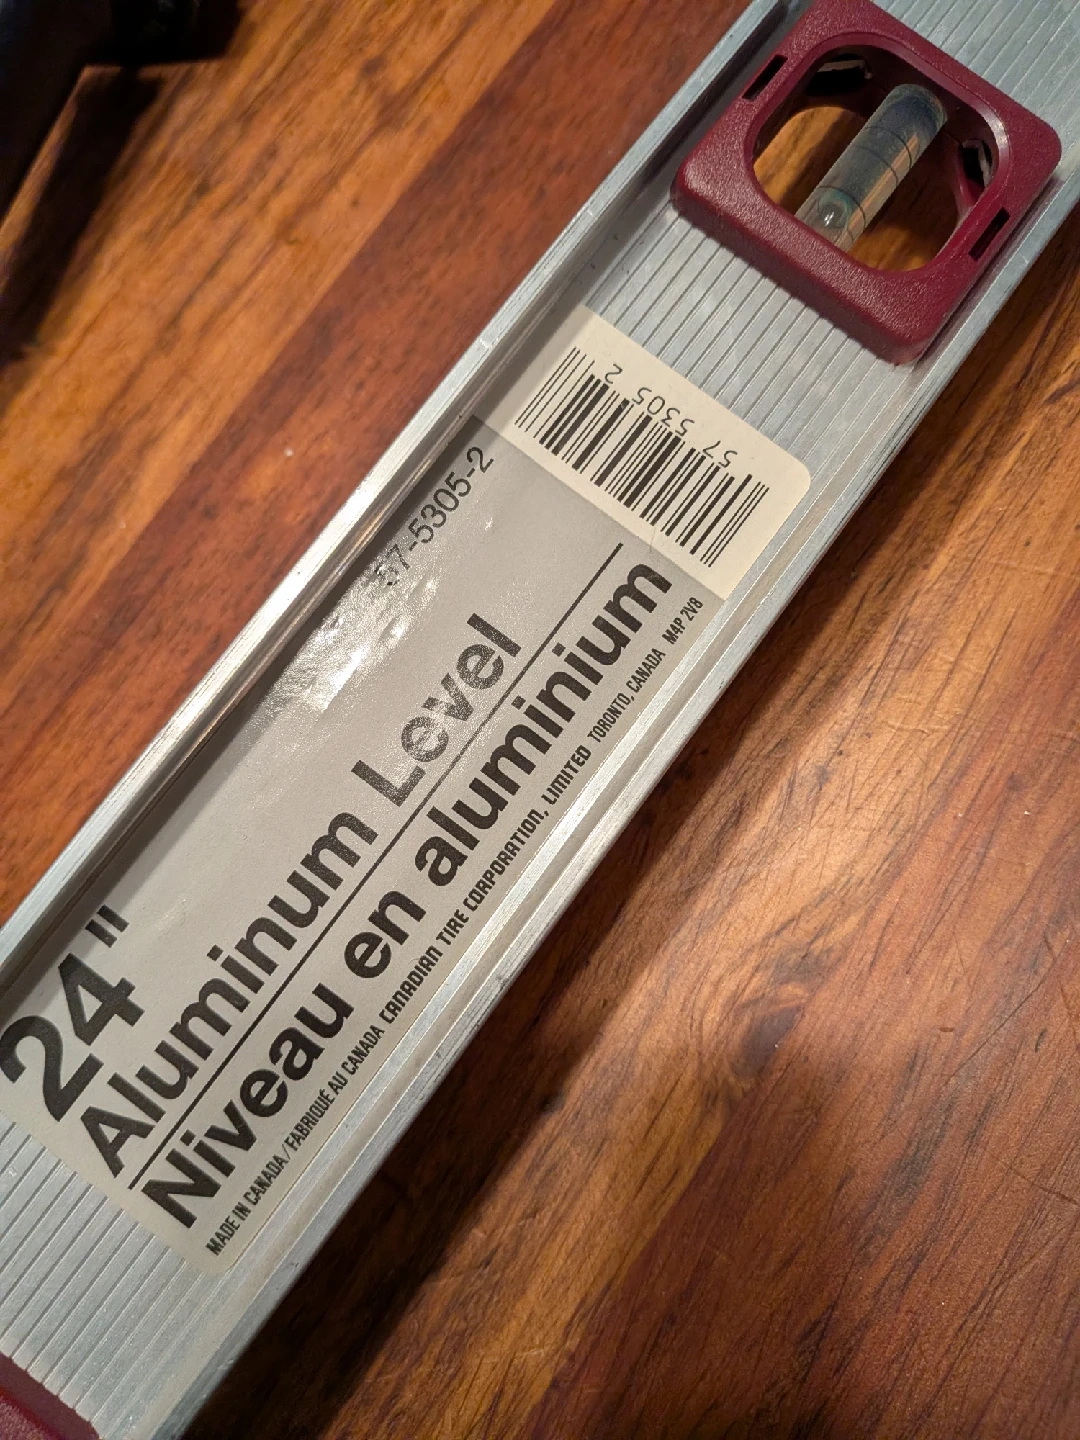 57 5305 2
57-5305-2
24"
Aluminum Level
Niveau en aluminium
MADE IN CANADA/FABRIQUÉ AU CANADA CANADIAN TIRE CORPORATION, LIMITED TORONTO, CANADA M4P 2V8